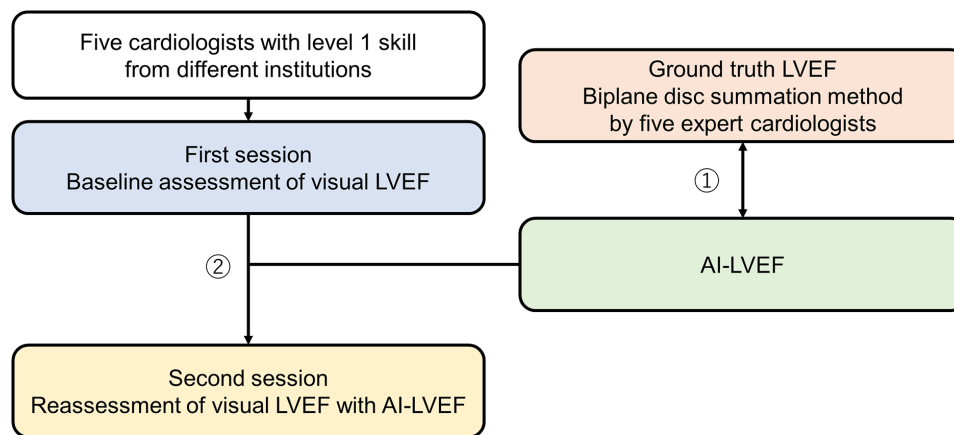 Five cardiologists with level 1 skill
from different institutions
First session
Baseline assessment of visual LVEF
②
Second session
Reassessment of visual LVEF with AI-LVEF
Ground truth LVEF
Biplane disc summation method
by five expert cardiologists
①
AI-LVEF